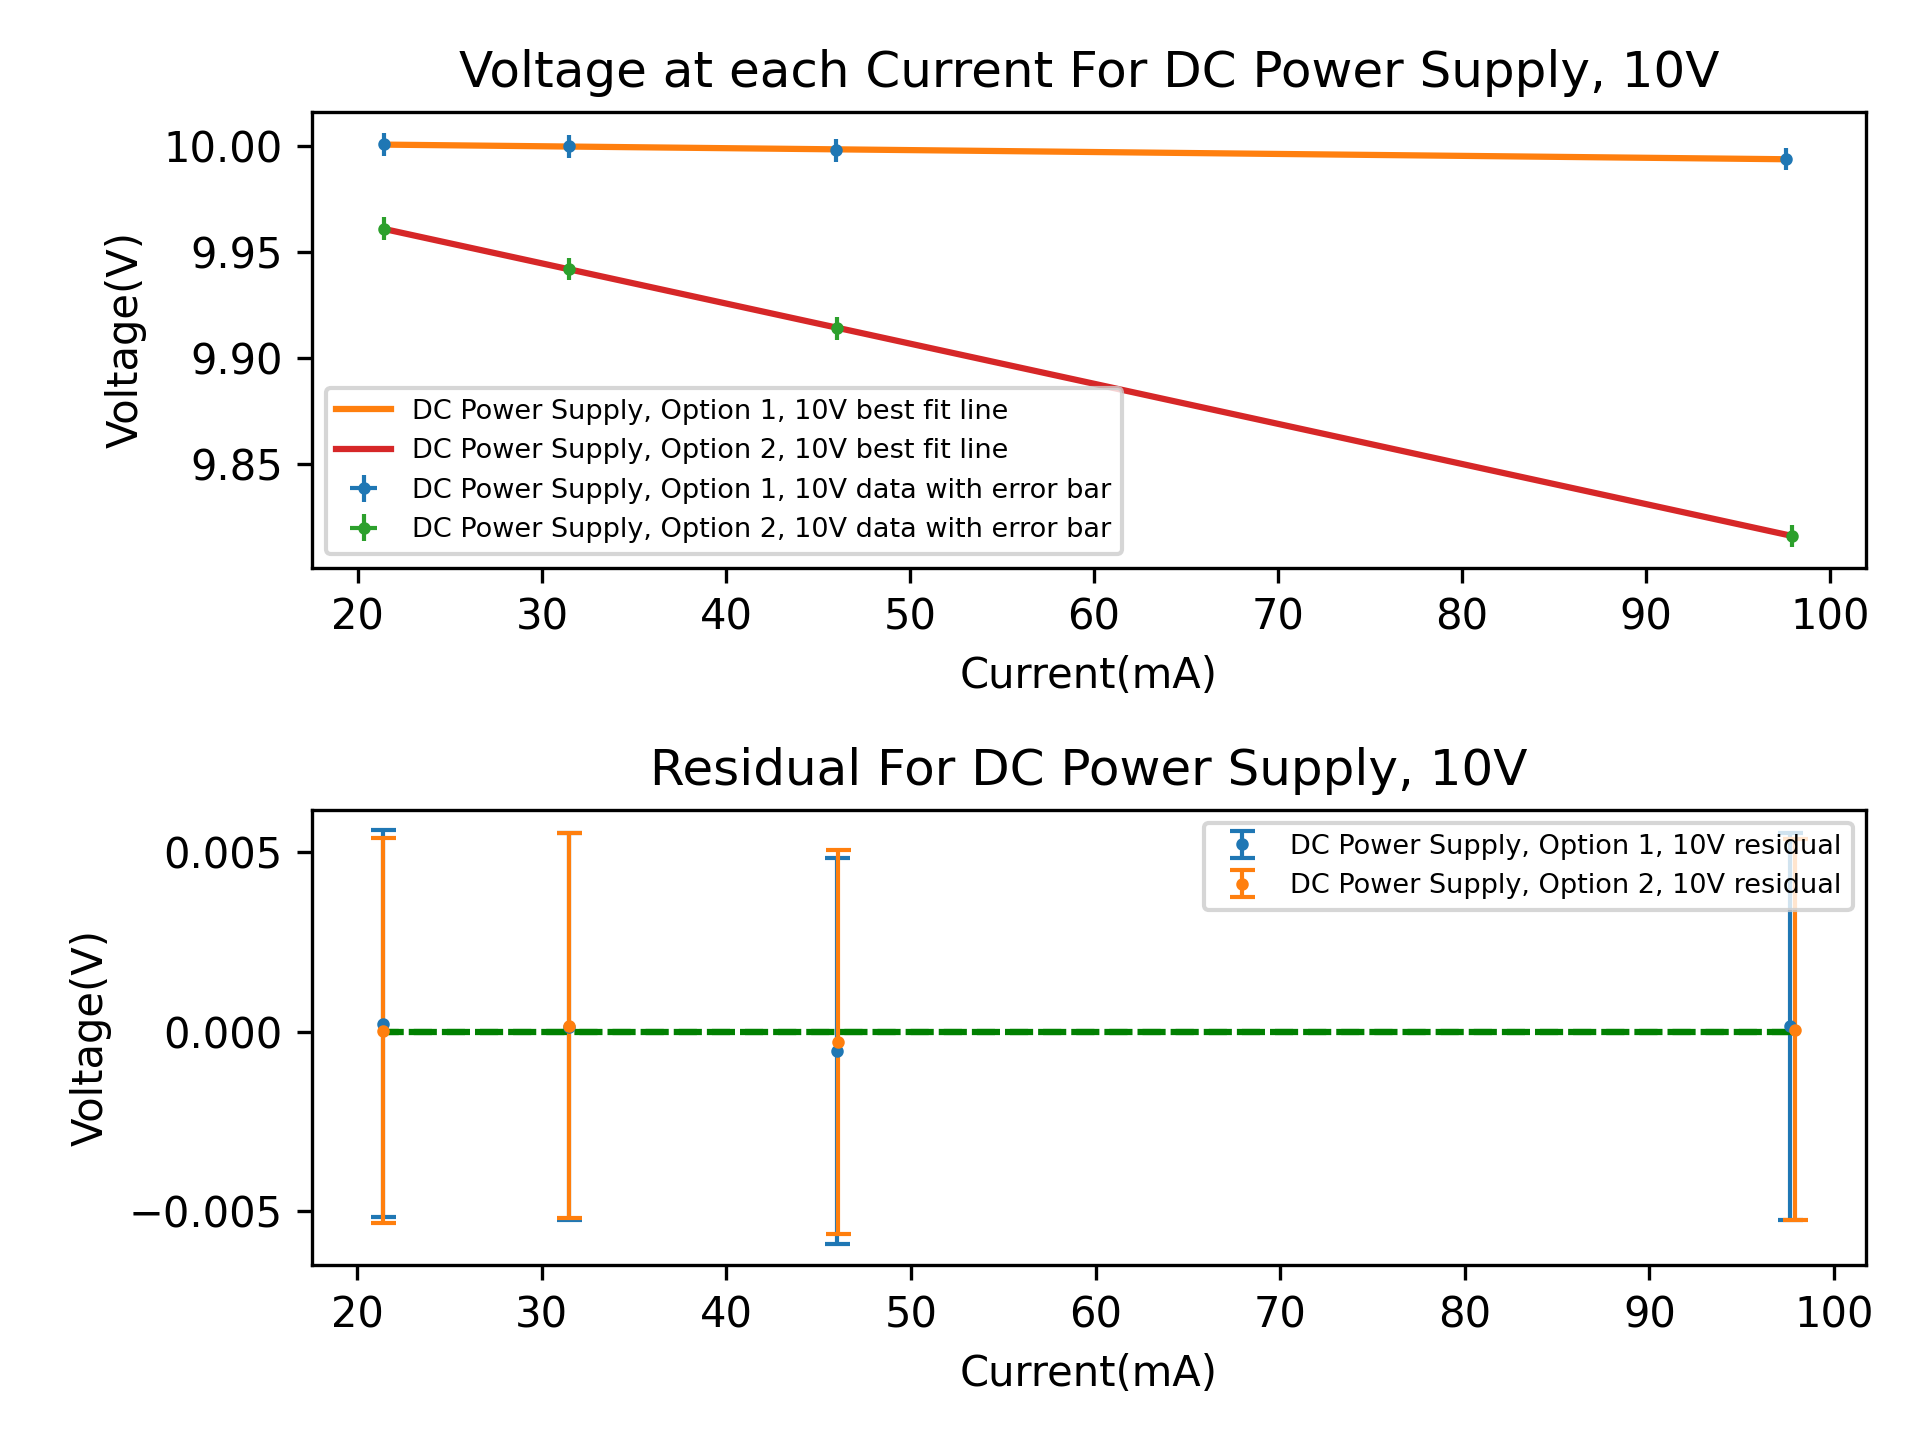 Voltage at each Current For DC Power Supply, 10V
Voltage(V)
10.00
9.95
9.90
9.85
DC Power Supply, Option 1, 10V best fit line
DC Power Supply, Option 2, 10V best fit line
DC Power Supply, Option 1, 10V data with error bar
DC Power Supply, Option 2, 10V data with error bar
20 30 40 50 60 70 80 90 100
Current(mA)
Residual For DC Power Supply, 10V
Voltage(V)
0.005
0.000
−0.005
DC Power Supply, Option 1, 10V residual
DC Power Supply, Option 2, 10V residual
20 30 40 50 60 70 80 90 100
Current(mA)